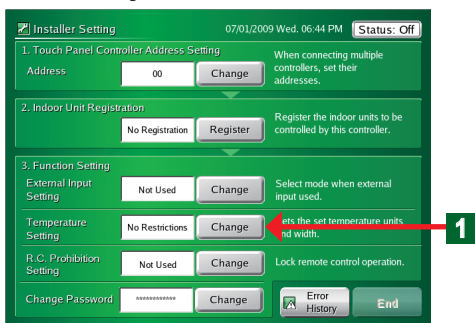 Installer Setting 07/01/2009 Wed. 06:44 PM Status: Off
1. Touch Panel Controller Address Setting
Address 00 Change
When connecting multiple
controllers, set their
addresses.
2. Indoor Unit Registration
No Registration Register
Register the indoor units to be
controlled by this controller.
3. Function Setting
External Input
Setting
Not Used Change
Select mode when external
input used.
Temperature
Setting
No Restrictions Change
the set temperature units
width.
1
R.C. Prohibition
Setting
Not Used Change
Lock remote control operation.
Change Password ************ Change
Error
History
End